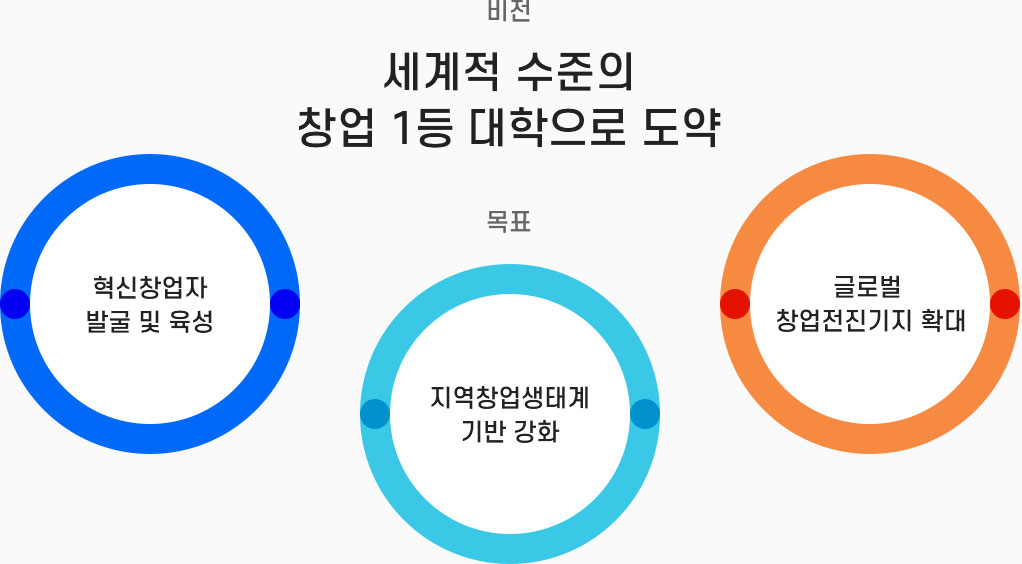 비전
세계적 수준의
창업 1등 대학으로 도약
목표
혁신창업자
발굴 및 육성
지역창업생태계
기반 강화
글로벌
창업전진기지 확대